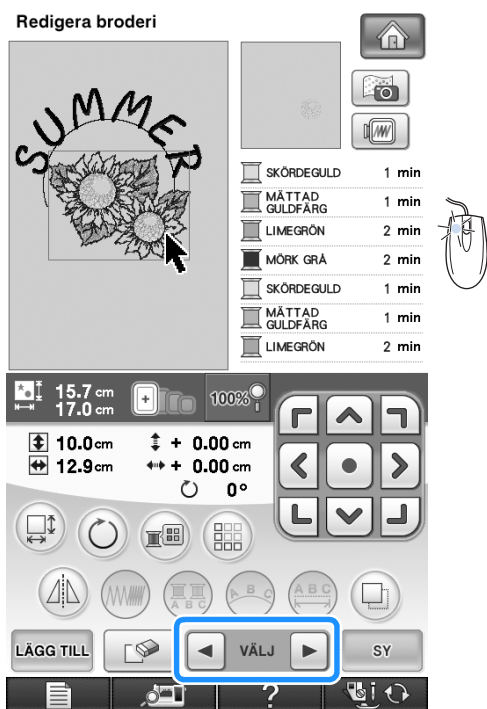 Redigera broderi
SUMMER
SKÖRDEGULD 1 min
MÄTTAD
GULDFÄRG 1 min
LIMEGRÖN 2 min
MÖRK GRÅ 2 min
SKÖRDEGULD 1 min
MÄTTAD
GULDFÄRG 1 min
LIMEGRÖN 2 min
15.7 cm
17.0 cm
100%
10.0 cm + 0.00 cm
12.9 cm + 0.00 cm
0°
A B C
A B C
A B C
LÄGG TILL
VÄLJ
SY
?